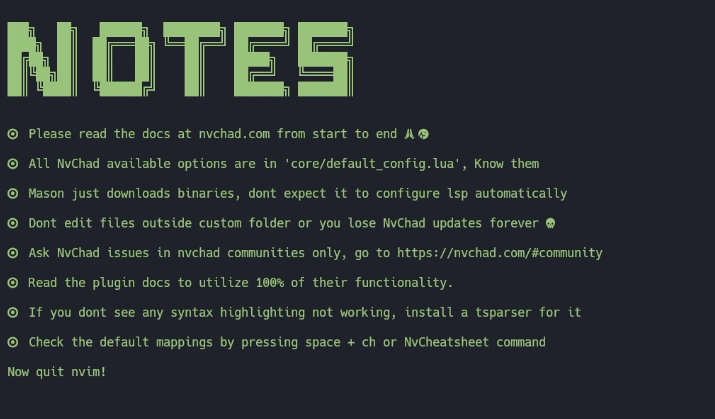 NOTES
Please read the docs at nvchad.com from start to end 🙏😭
All NvChad available options are in 'core/default_config.lua', Know them
Mason just downloads binaries, dont expect it to configure lsp automatically
Dont edit files outside custom folder or you lose NvChad updates forever 💀
Ask NvChad issues in nvchad communities only, go to https://nvchad.com/#community
Read the plugin docs to utilize 100% of their functionality.
If you dont see any syntax highlighting not working, install a tsparser for it
Check the default mappings by pressing space + ch or NvCheatsheet command
Now quit nvim!